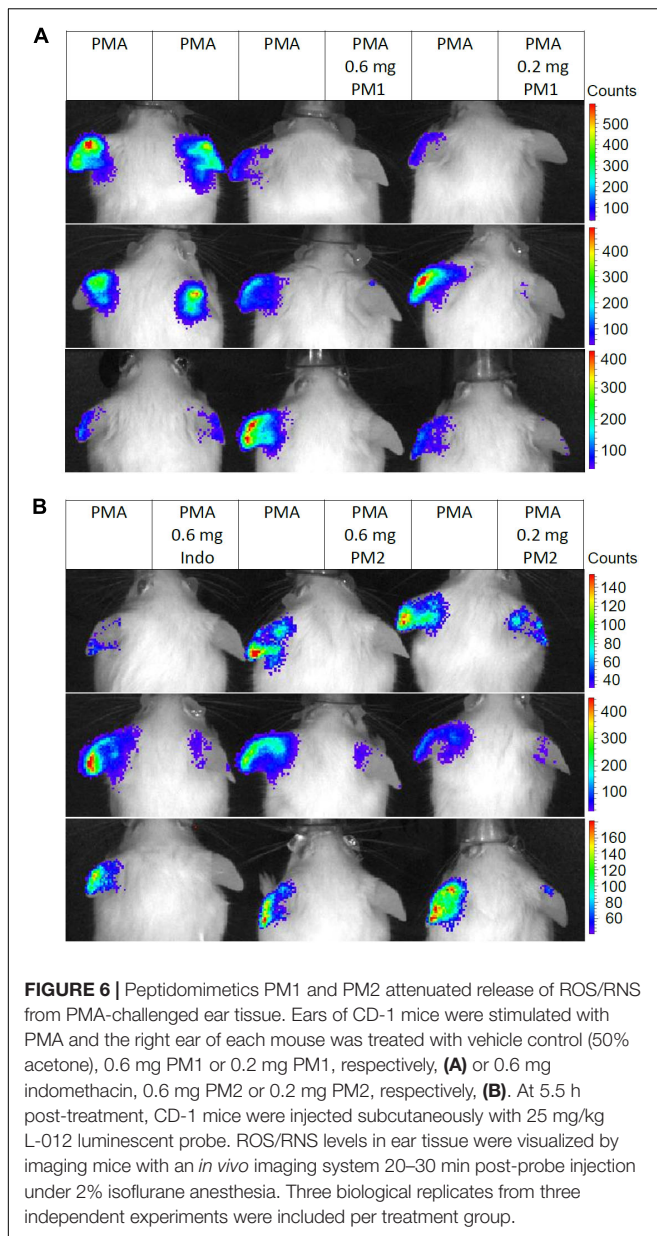 A
PMA PMA PMA PMA PMA PMA
0.6 mg 0.2 mg
PM1 PM1
Counts
500
400
300
200
100
400
300
200
100
400
300
200
100
B
PMA PMA PMA PMA PMA PMA
0.6 mg 0.6 mg 0.2 mg
Indo PM2 PM2
Counts
140
120
100
80
60
40
400
300
200
100
160
140
120
100
80
60
FIGURE 6 | Peptidomimetics PM1 and PM2 attenuated release of ROS/RNS
from PMA-challenged ear tissue. Ears of CD-1 mice were stimulated with
PMA and the right ear of each mouse was treated with vehicle control (50%
acetone), 0.6 mg PM1 or 0.2 mg PM1, respectively, (A) or 0.6 mg
indomethacin, 0.6 mg PM2 or 0.2 mg PM2, respectively, (B). At 5.5 h
post-treatment, CD-1 mice were injected subcutaneously with 25 mg/kg
L-012 luminescent probe. ROS/RNS levels in ear tissue were visualized by
imaging mice with an in vivo imaging system 20–30 min post-probe injection
under 2% isoflurane anesthesia. Three biological replicates from three
independent experiments were included per treatment group.